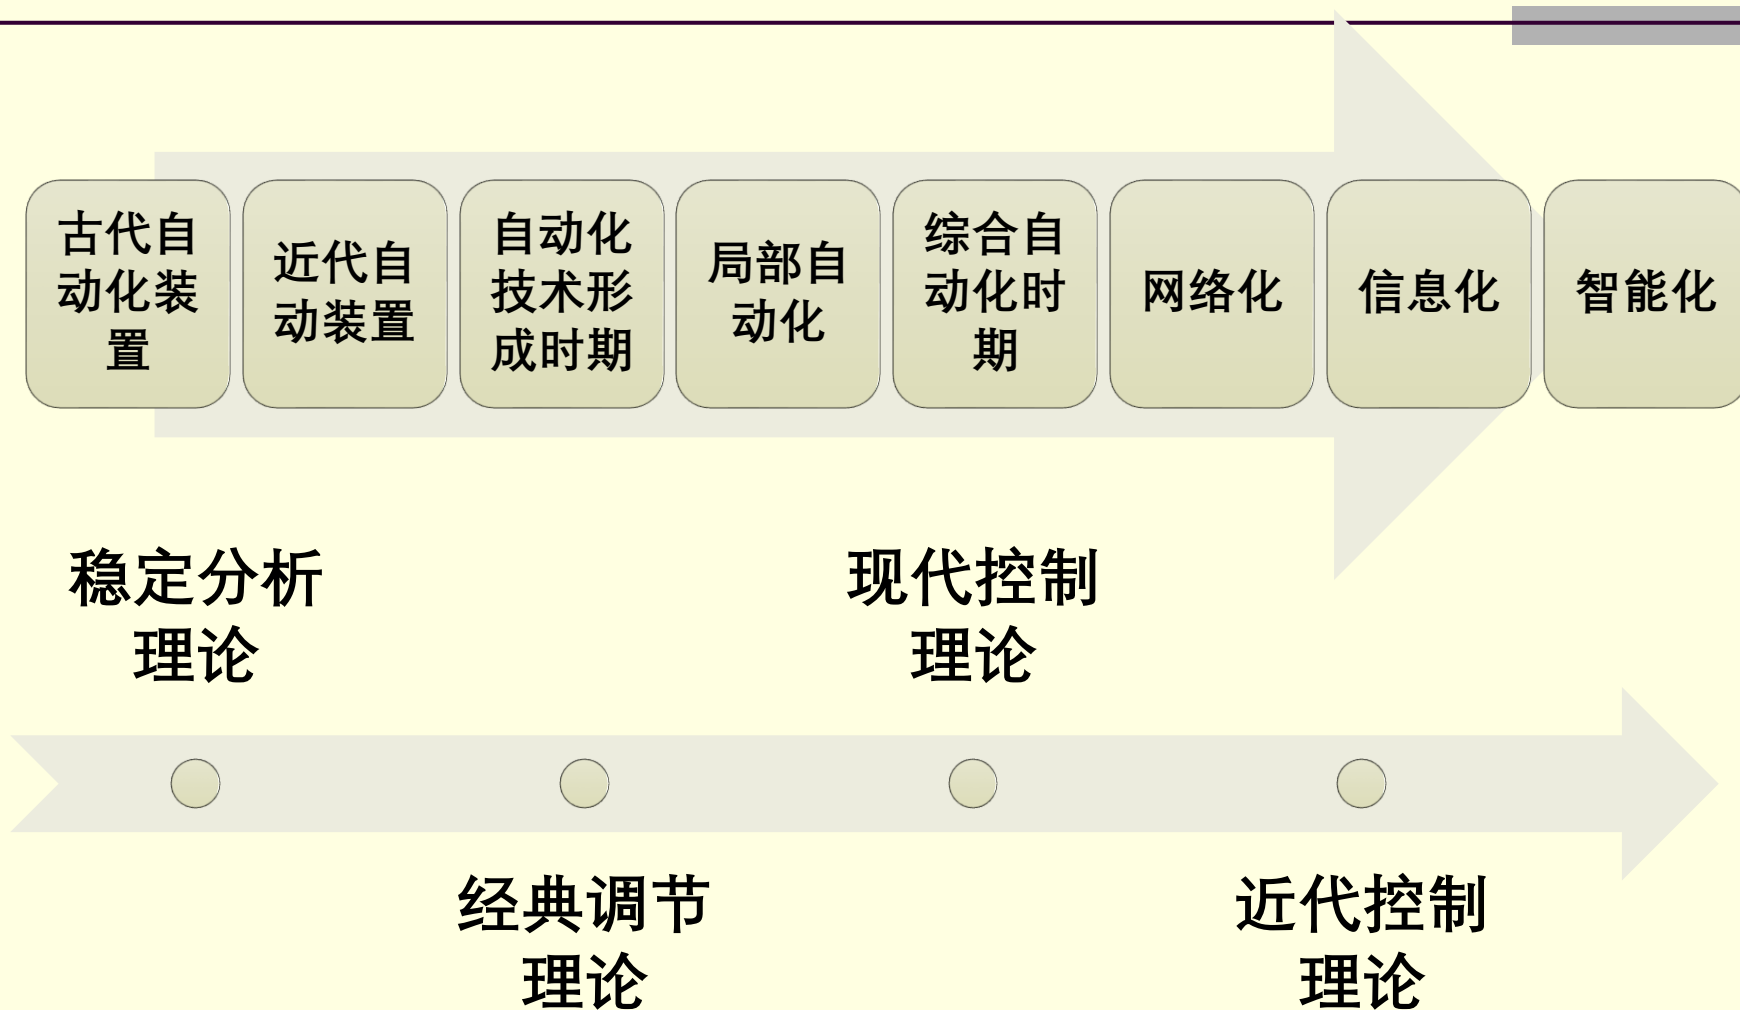 古代自
动化装
置
近代自
动装置
自动化
技术形
成时期
局部自
动化
综合自
动化时
期
网络化
信息化
智能化
稳定分析
理论
经典调节
理论
现代控制
理论
近代控制
理论